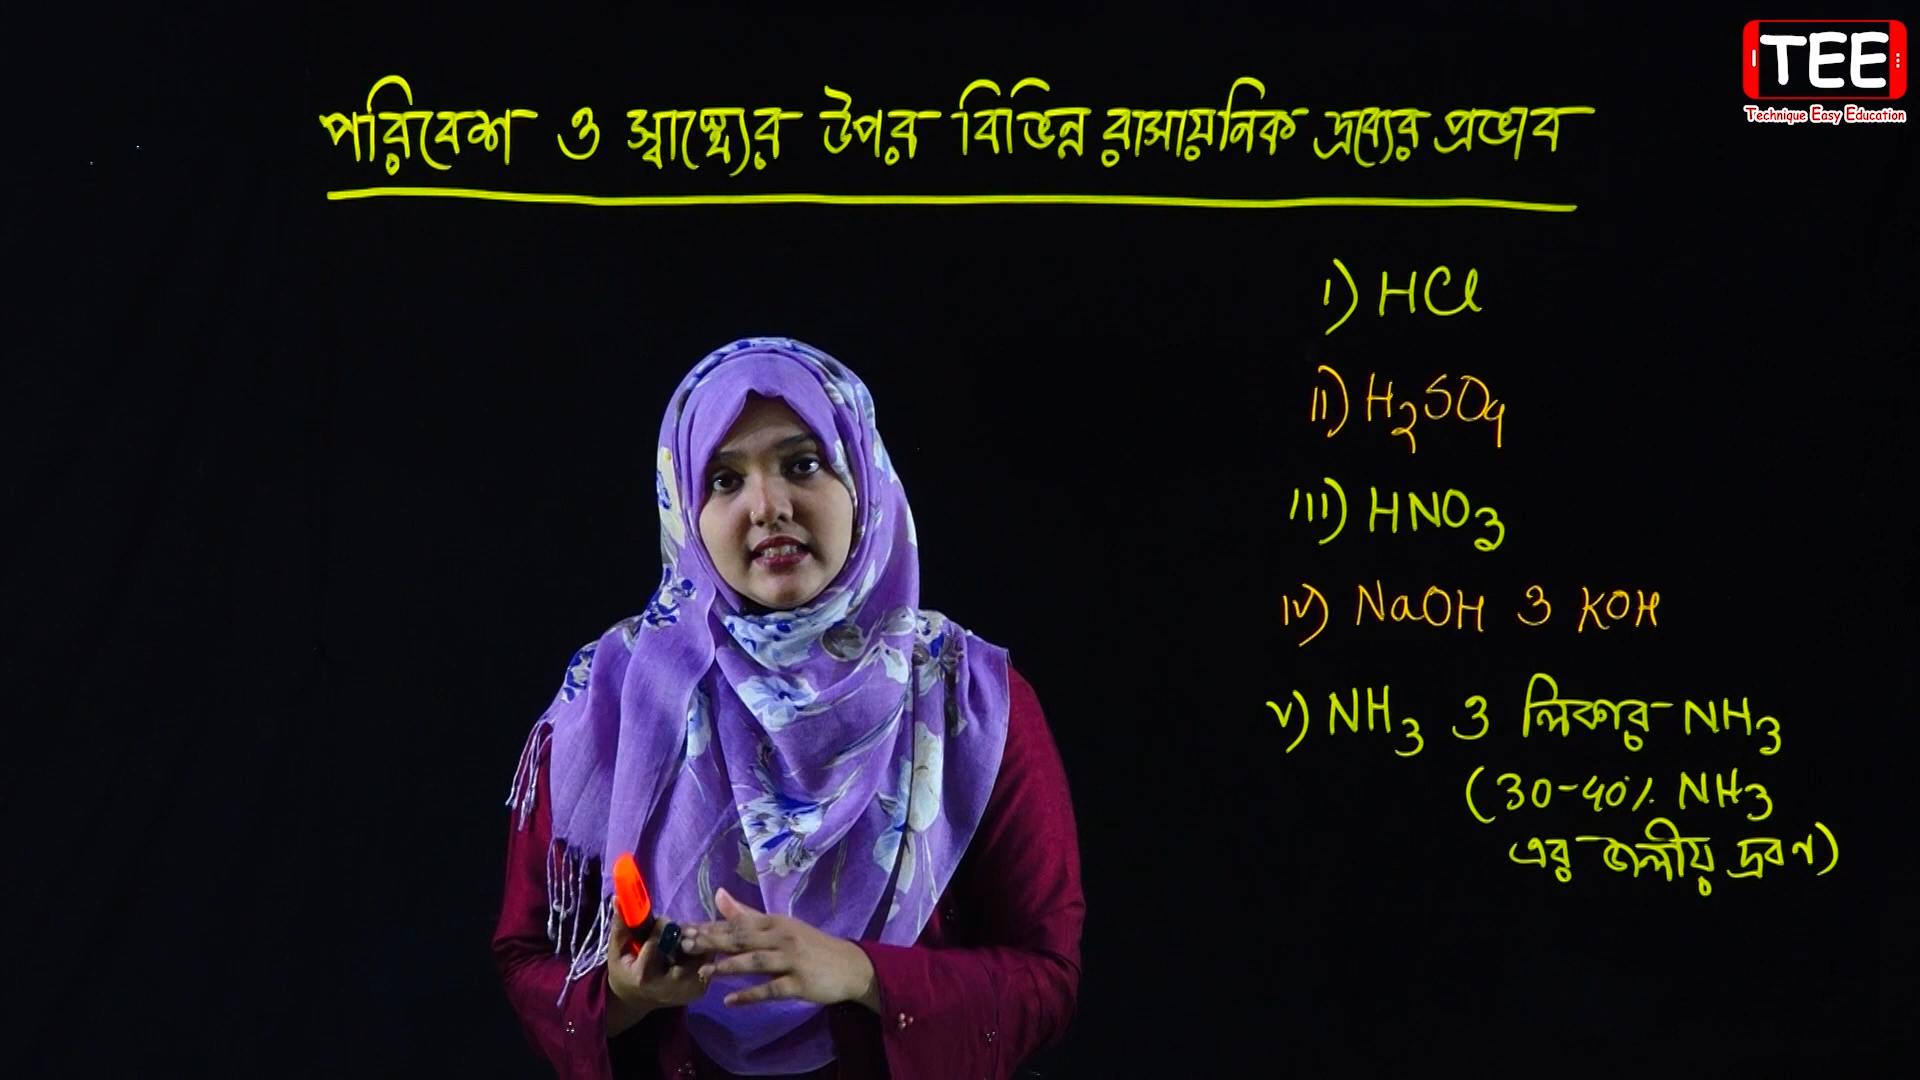 TEE
Technique Easy Education
পরিবেশ ও স্বাস্থ্যের উপর বিভিন্ন রাসায়নিক দ্রব্যের প্রভাব
i) HCl
ii) H₂SO₄
iii) HNO₃
iv) NaOH ও KOH
v) NH₃ ও লিকার NH₃
(30-40% NH₃
এর জলীয় দ্রবণ)